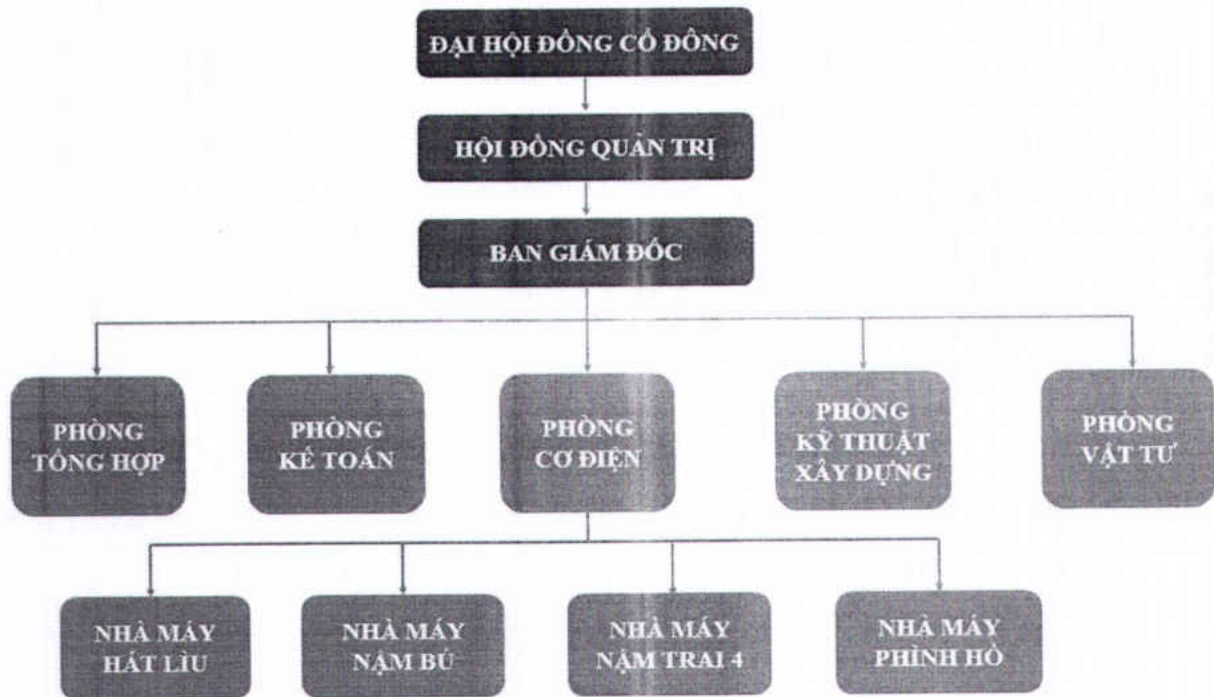 ĐẠI HỘI ĐỒNG CỔ ĐÔNG
HỘI ĐỒNG QUẢN TRỊ
BAN GIÁM ĐỐC
PHÒNG
TỔNG HỢP
PHÒNG
KẾ TOÁN
PHÒNG
CƠ ĐIỆN
PHÒNG
KỸ THUẬT
XÂY DỰNG
PHÒNG
VẬT TƯ
NHÀ MÁY
HÁT LÌU
NHÀ MÁY
NẬM BÚ
NHÀ MÁY
NẬM TRAI 4
NHÀ MÁY
PHÌNH HỒ